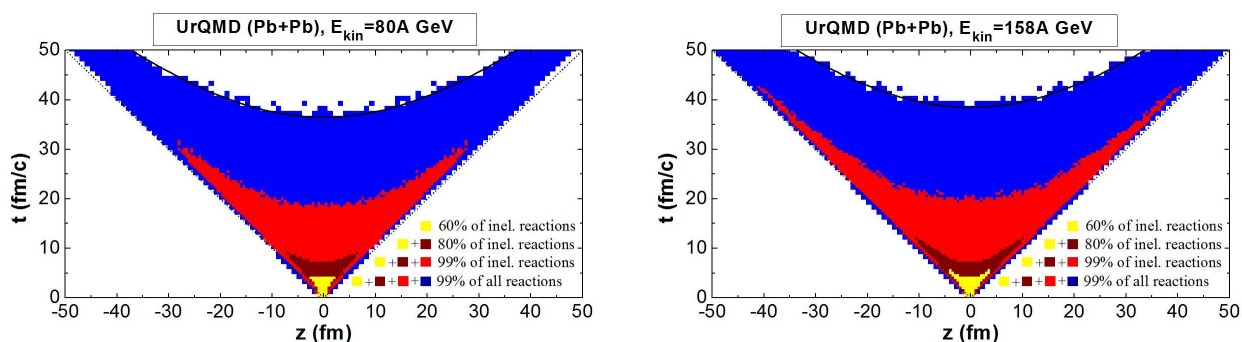 UrQMD (Pb+Pb), E_kin=80A GeV
50
40
30
20
10
0
t (fm/c)
60% of inel. reactions
+ 80% of inel. reactions
+ + 99% of inel. reactions
+ + + 99% of all reactions
-50 -40 -30 -20 -10 0 10 20 30 40 50
z (fm)
UrQMD (Pb+Pb), E_kin=158A GeV
50
40
30
20
10
0
t (fm/c)
60% of inel. reactions
+ 80% of inel. reactions
+ + 99% of inel. reactions
+ + + 99% of all reactions
-50 -40 -30 -20 -10 0 10 20 30 40 50
z (fm)